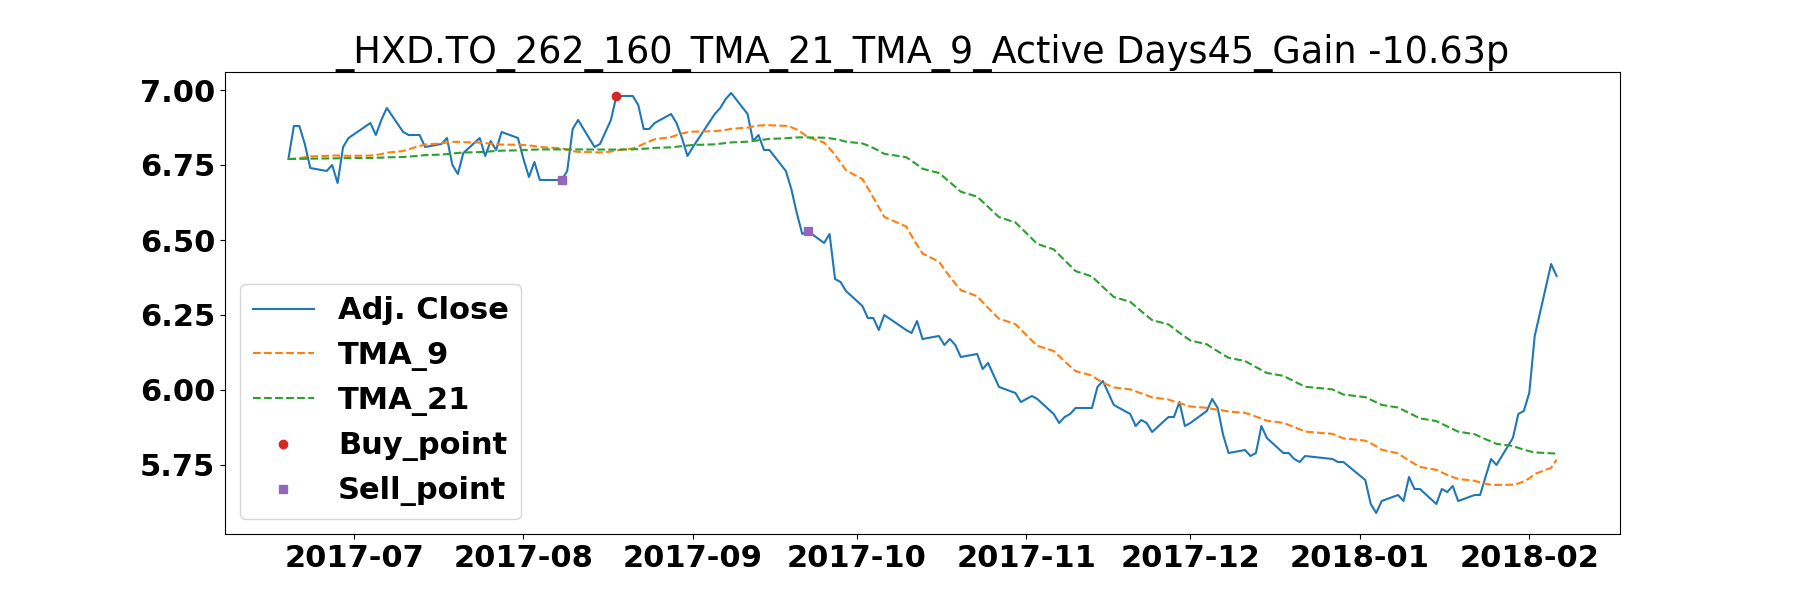 _HXD.TO_262_160_TMA_21_TMA_9_Active Days45_Gain -10.63p
7.00
6.75
6.50
6.25
6.00
5.75
Adj. Close
TMA_9
TMA_21
Buy_point
Sell_point
2017-07 2017-08 2017-09 2017-10 2017-11 2017-12 2018-01 2018-02